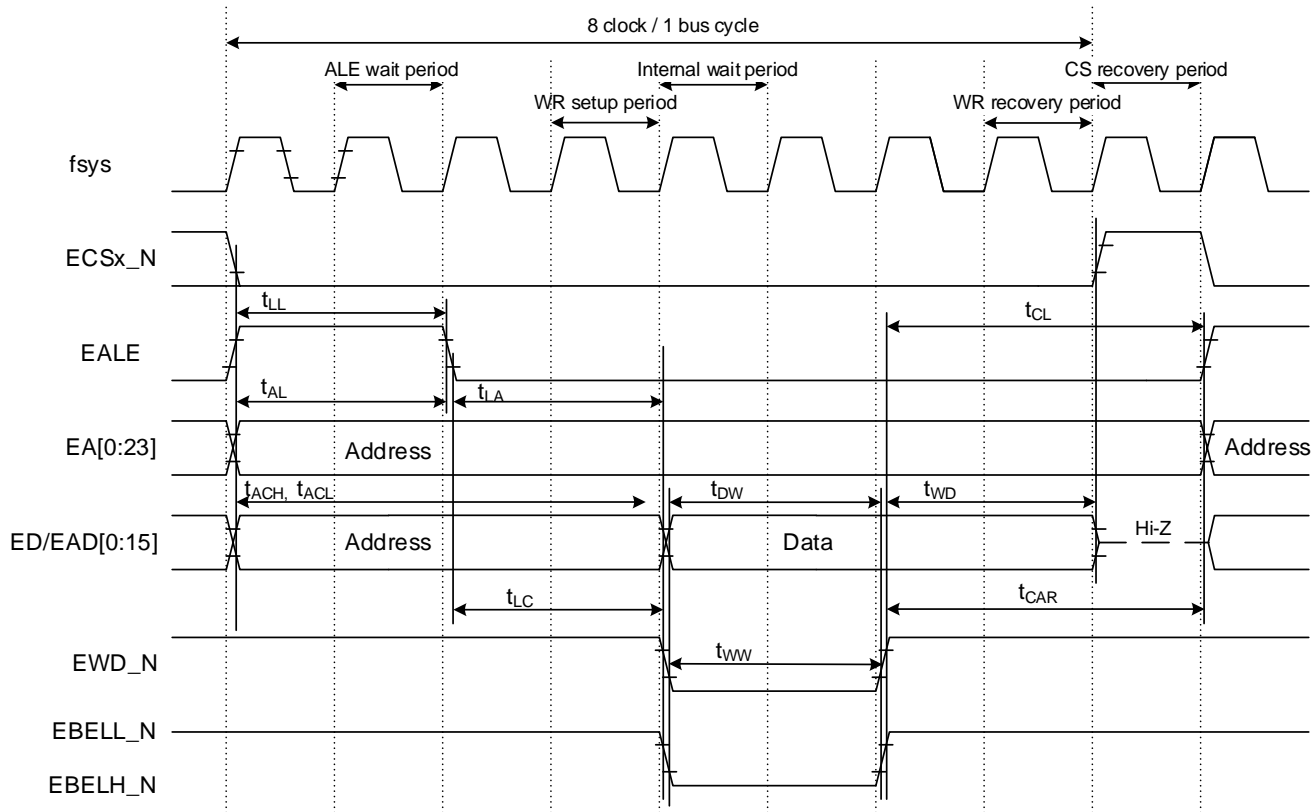 8 clock / 1 bus cycle
ALE wait period
Internal wait period
CS recovery period
WR setup period
WR recovery period
fsys
ECSx_N
tLL
tCL
EALE
tAL
tLA
EA[0:23]
Address
Address
tACH, tACL
tDW
tWD
ED/EAD[0:15]
Address
Data
Hi-Z
tLC
tCAR
EWD_N
tWW
EBELL_N
EBELH_N